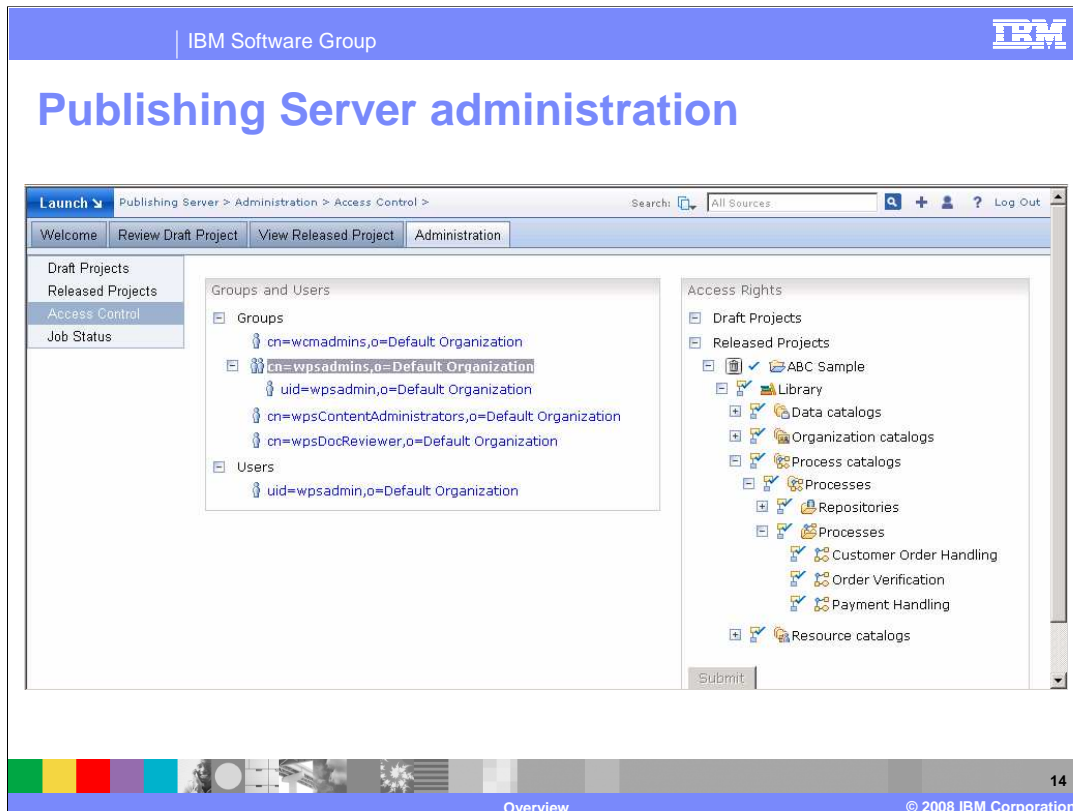 IBM Software Group
IBM
Publishing Server administration
Launch Publishing Server > Administration > Access Control > Search: All Sources ? Log Out
Welcome Review Draft Project View Released Project Administration
Draft Projects
Released Projects
Access Control
Job Status
Groups and Users
Groups
cn=wcmadmins,o=Default Organization
cn=wpsadmins,o=Default Organization
uid=wpsadmin,o=Default Organization
cn=wpsContentAdministrators,o=Default Organization
cn=wpsDocReviewer,o=Default Organization
Users
uid=wpsadmin,o=Default Organization
Access Rights
Draft Projects
Released Projects
ABC Sample
Library
Data catalogs
Organization catalogs
Process catalogs
Processes
Repositories
Processes
Customer Order Handling
Order Verification
Payment Handling
Resource catalogs
Submit
14
Overview
© 2008 IBM Corporation